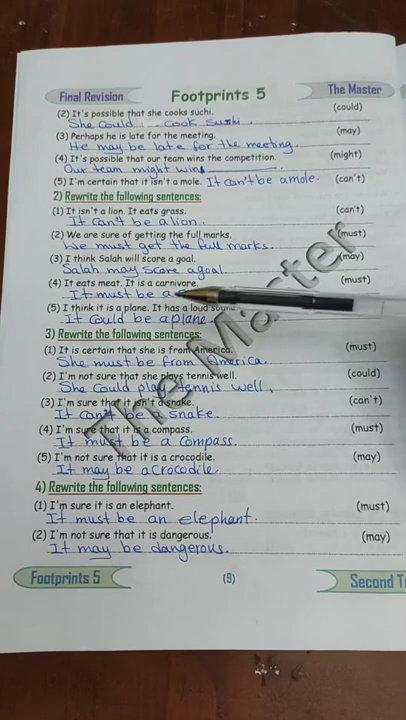 Final Revision Footprints 5 The Master
(2) It's possible that she cooks suchi. (could)
She could cook sushi.
(3) Perhaps he is late for the meeting. (may)
He may be late for the meeting.
(4) It's possible that our team wins the competition. (might)
Our team might win
(5) I'm certain that it isn't a mole. It can't be a mole. (can't)
2) Rewrite the following sentences:
(1) It isn't a lion. It eats grass. (can't)
It can't be a lion.
(2) We are sure of getting the full marks. (must)
We must get the full marks.
(3) I think Salah will score a goal. (may)
Salah may score a goal.
(4) It eats meat. It is a carnivore. (must)
It must be a
(5) I think it is a plane. It has a loud sound.
It could be a plane
3) Rewrite the following sentences:
(1) It is certain that she is from America. (must)
She must be from America.
(2) I'm not sure that she plays tennis well. (could)
She could play tennis well.
(3) I'm sure that it isn't a snake. (can't)
It can't be a snake.
(4) I'm sure that it is a compass. (must)
It must be a compass.
(5) I'm not sure that it is a crocodile. (may)
It may be a crocodile.
4) Rewrite the following sentences:
(1) I'm sure it is an elephant. (must)
It must be an elephant.
(2) I'm not sure that it is dangerous. (may)
It may be dangerous.
Footprints 5 (9) Second
The Master